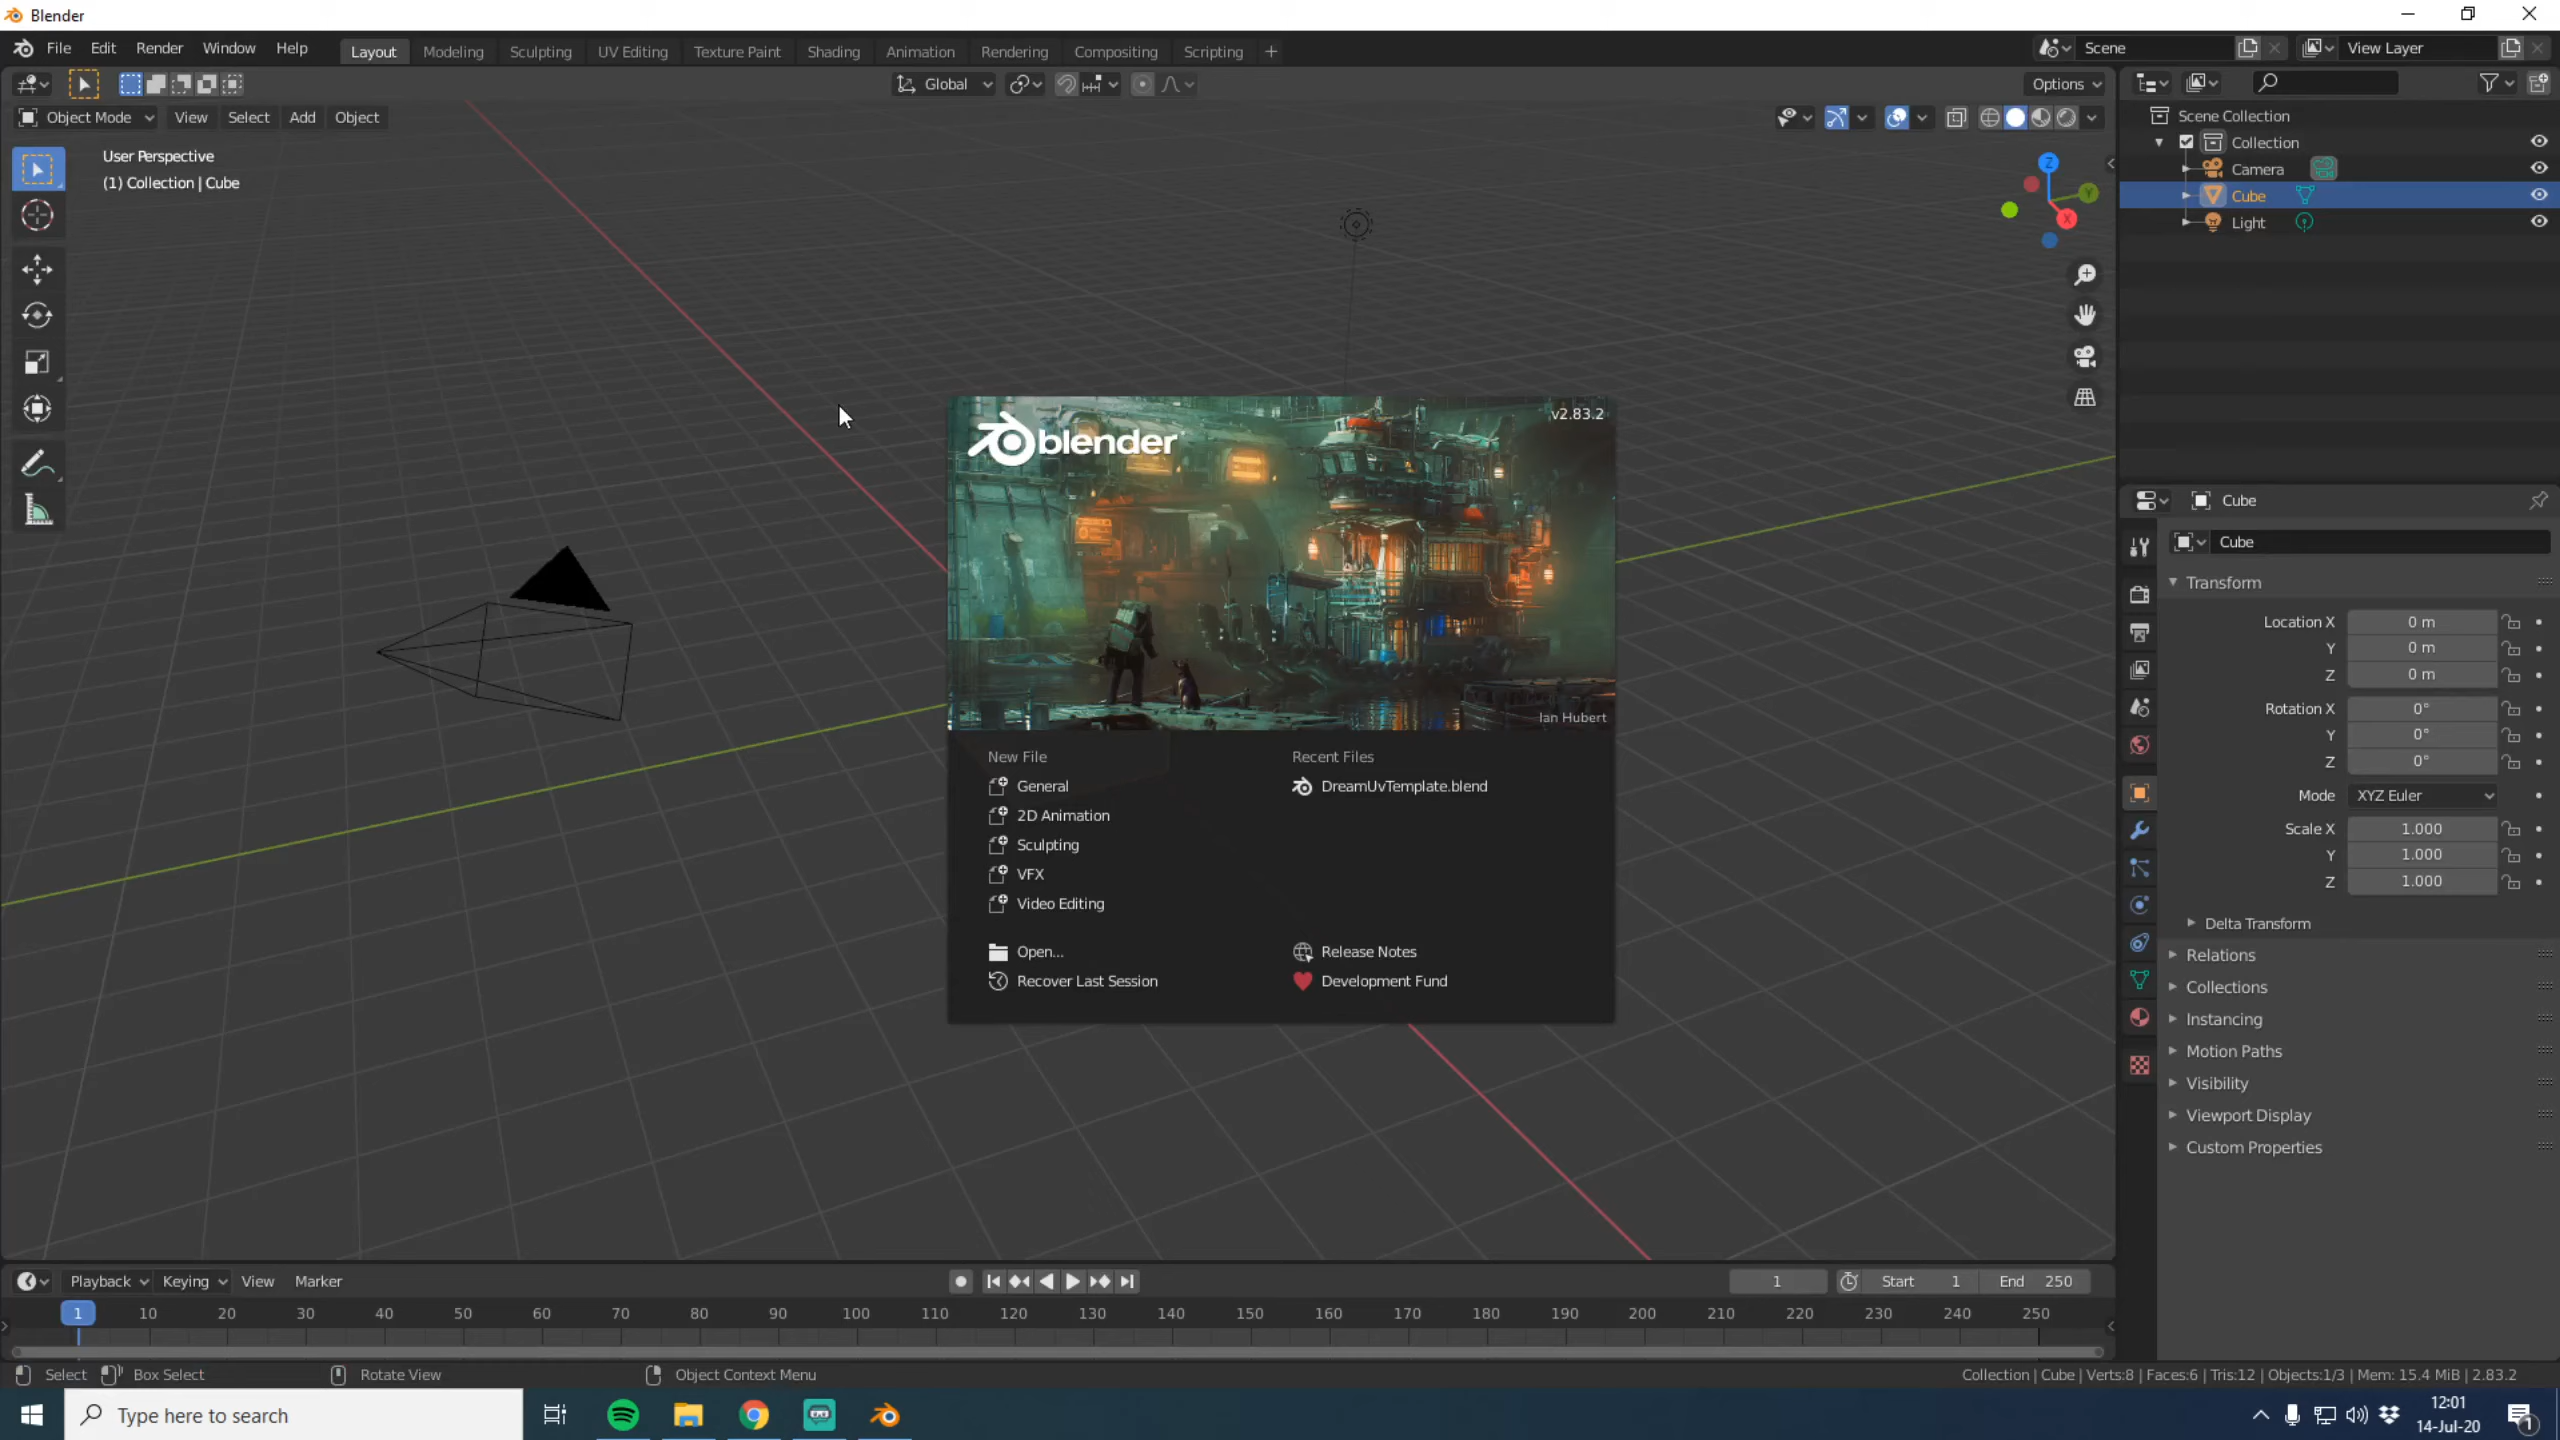 Blender
File Edit Render Window Help Layout Modeling Sculpting UV Editing Texture Paint Shading Animation Rendering Compositing Scripting + Scene View Layer
Global Options
Object Mode View Select Add Object
User Perspective
(1) Collection | Cube
Z
Y
X
Scene Collection
Collection
Camera
Cube
Light
blender
v2.83.2
Ian Hubert
New File
General
2D Animation
Sculpting
VFX
Video Editing
Open...
Recover Last Session
Recent Files
DreamUvTemplate.blend
Release Notes
Development Fund
Cube
Cube
Transform
Location X 0 m
Y 0 m
Z 0 m
Rotation X 0°
Y 0°
Z 0°
Mode XYZ Euler
Scale X 1.000
Y 1.000
Z 1.000
Delta Transform
Relations
Collections
Instancing
Motion Paths
Visibility
Viewport Display
Custom Properties
Playback Keying View Marker 1 Start 1 End 250
1 10 20 30 40 50 60 70 80 90 100 110 120 130 140 150 160 170 180 190 200 210 220 230 240 250
Select Box Select Rotate View Object Context Menu Collection | Cube | Verts:8 | Faces:6 | Tris:12 | Objects:1/3 | Mem: 15.4 MiB | 2.83.2
Type here to search
12:01
14-Jul-20
1